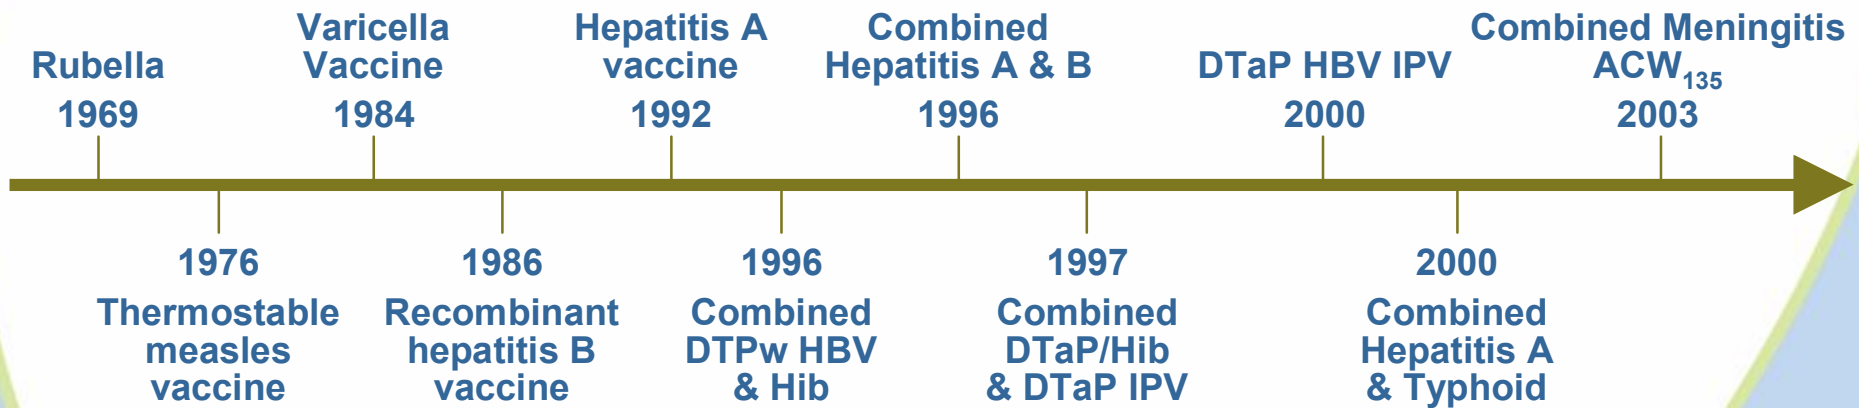 Rubella
1969
Varicella
Vaccine
1984
Hepatitis A
vaccine
1992
Combined
Hepatitis A & B
1996
DTaP HBV IPV
2000
Combined Meningitis
ACW135
2003
1976
Thermostable
measles
vaccine
1986
Recombinant
hepatitis B
vaccine
1996
Combined
DTPw HBV
& Hib
1997
Combined
DTaP/Hib
& DTaP IPV
2000
Combined
Hepatitis A
& Typhoid